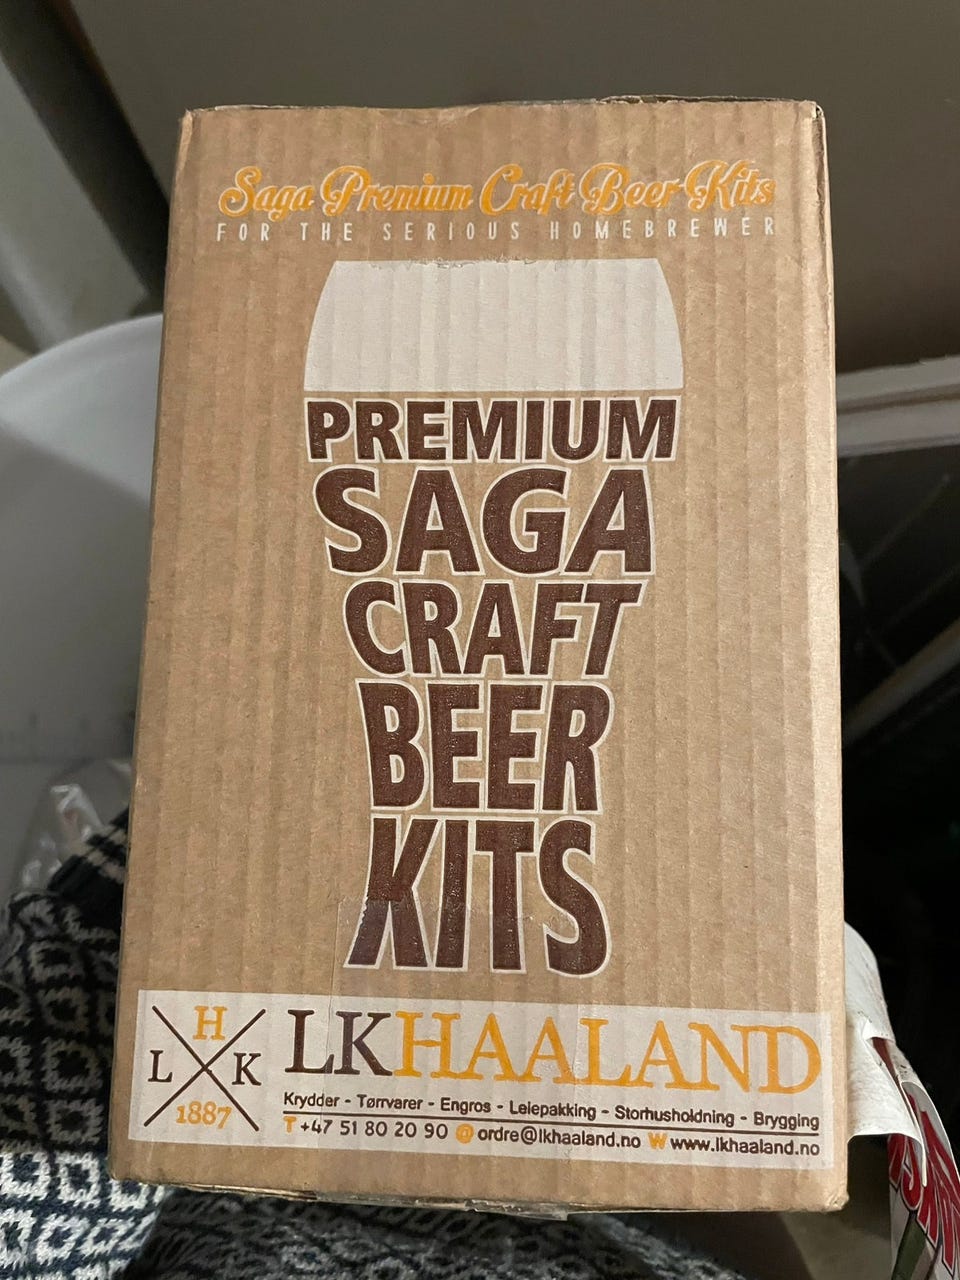 Saga Premium Craft Beer Kits
FOR THE SERIOUS HOMEBREWER
PREMIUM
SAGA
CRAFT
BEER
KITS
L H K
1887
LKHAALAND
Krydder - Tørrvarer - Engros - Leiepakking - Storhusholdning - Brygging
T +47 51 80 20 90 @ ordre@lkhaaland.no W www.lkhaaland.no